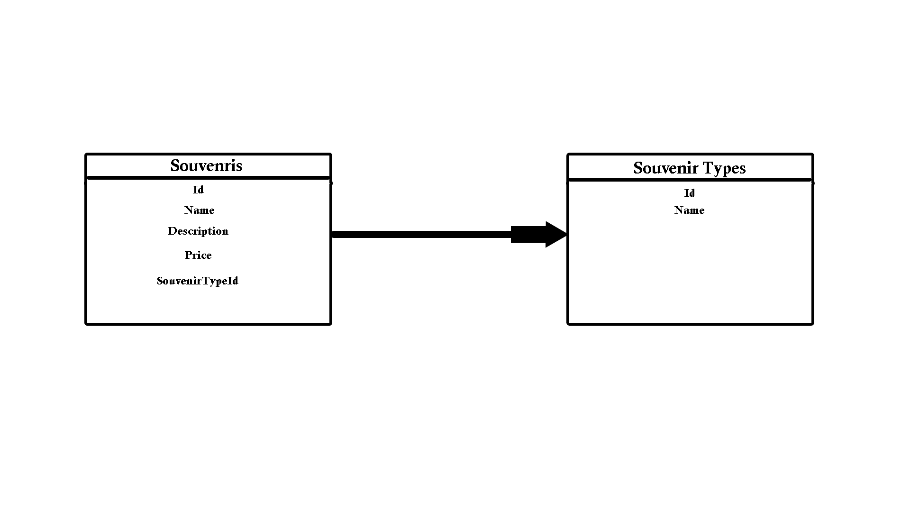 Souvenris
Id
Name
Description
Price
SouvenirTypeId
Souvenir Types
Id
Name